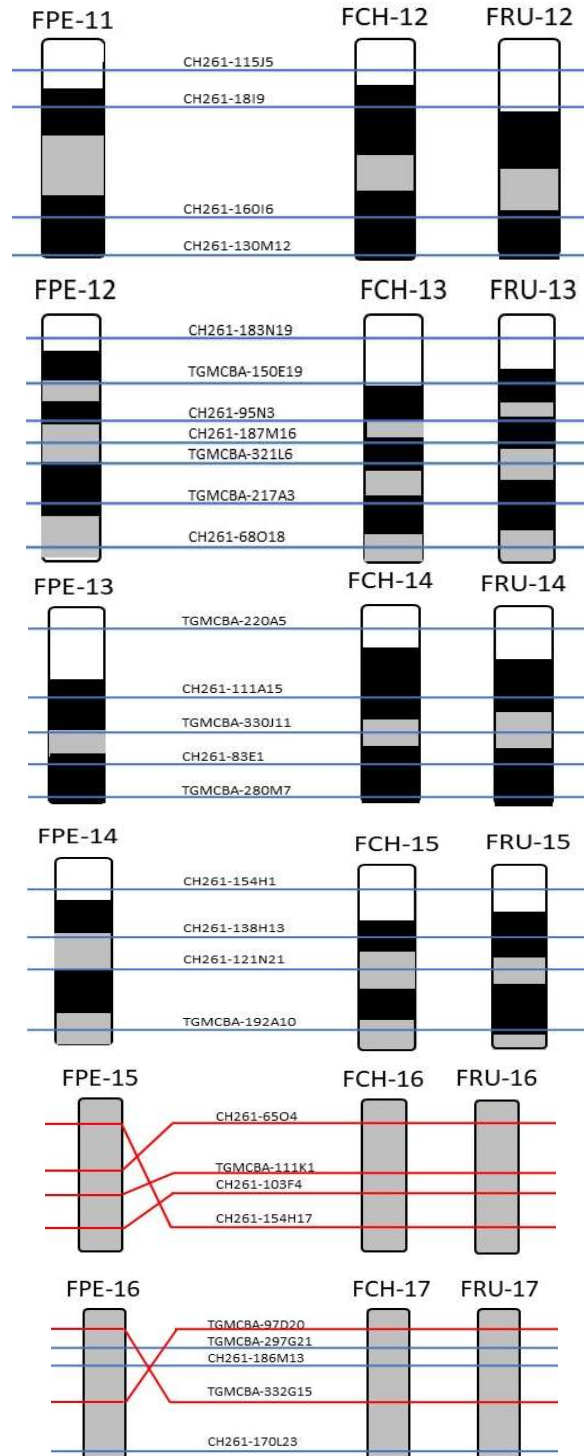 FPE-11 FCH-12 FRU-12
CH261-115J5
CH261-18I9
CH261-160I6
CH261-130M12
FPE-12 FCH-13 FRU-13
CH261-183N19
TGMCBA-150E19
CH261-95N3
CH261-187M16
TGMCBA-321L6
TGMCBA-217A3
CH261-68O18
FPE-13 FCH-14 FRU-14
TGMCBA-220A5
CH261-111A15
TGMCBA-330J11
CH261-83E1
TGMCBA-280M7
FPE-14 FCH-15 FRU-15
CH261-154H1
CH261-138H13
CH261-121N21
TGMCBA-192A10
FPE-15 FCH-16 FRU-16
CH261-65O4
TGMCBA-111K1
CH261-103F4
CH261-154H17
FPE-16 FCH-17 FRU-17
TGMCBA-97D20
TGMCBA-297G21
CH261-186M13
TGMCBA-332G15
CH261-170L23